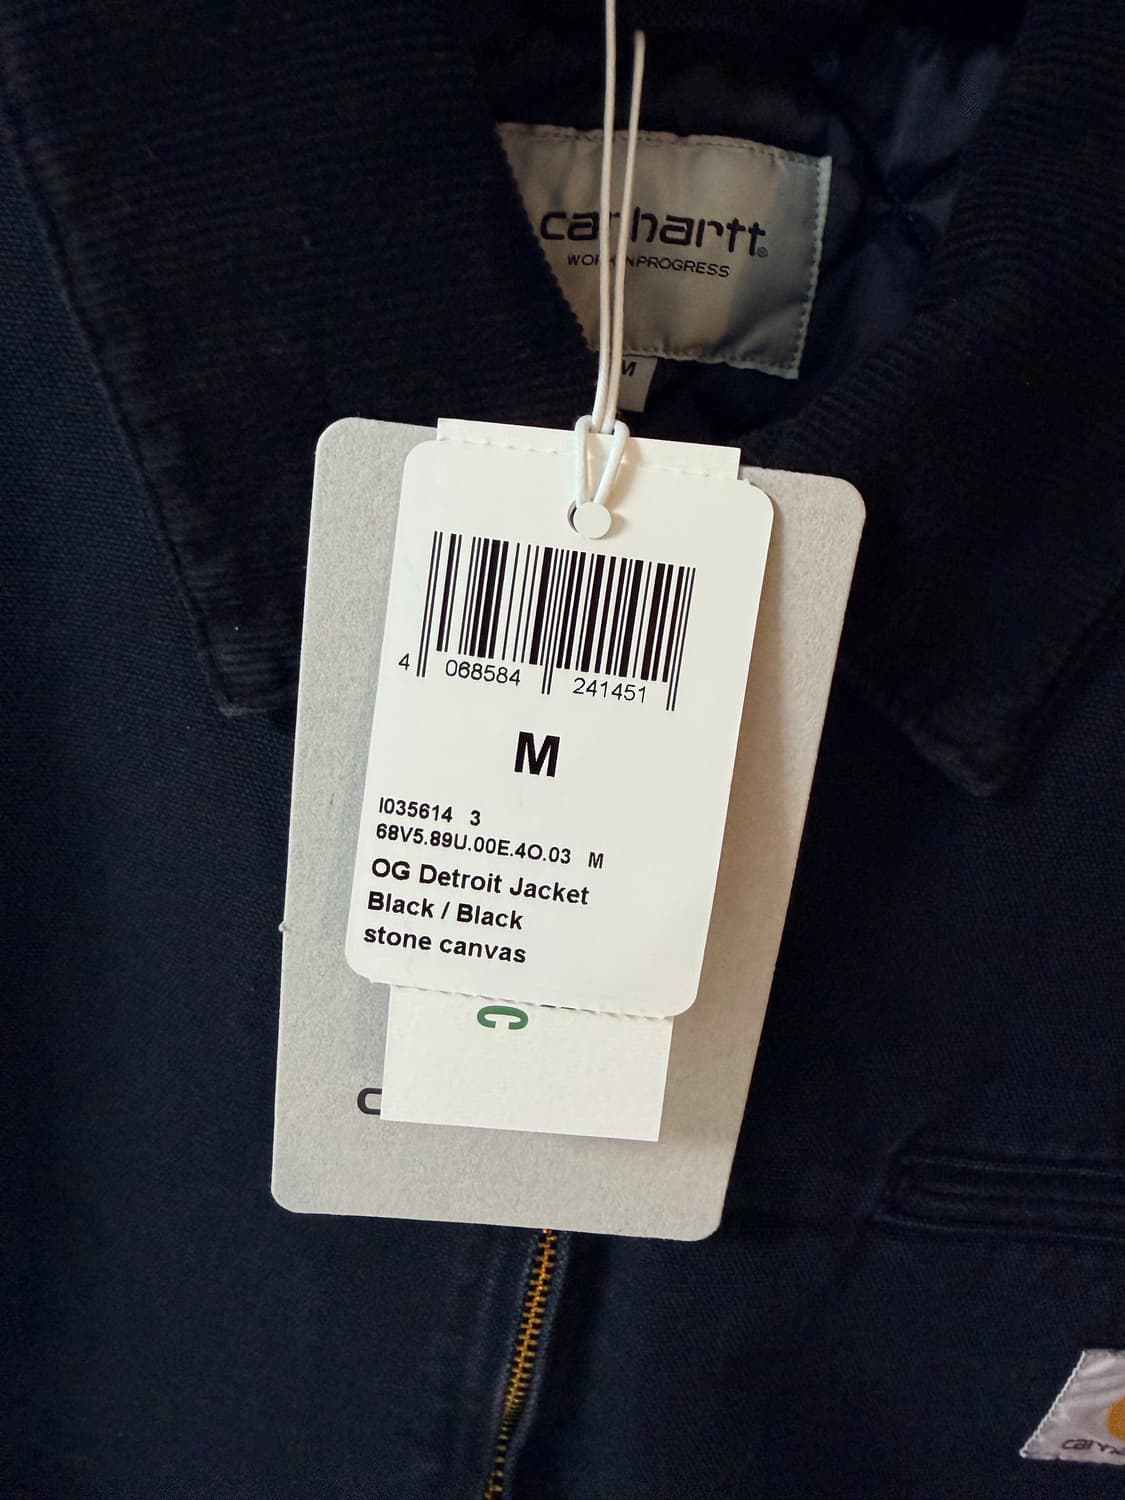 carhartt®
WORK IN PROGRESS
M
4 068584 241451
M
I035614 3
68V5.89U.00E.4O.03 M
OG Detroit Jacket
Black / Black
stone canvas
C
c
carha